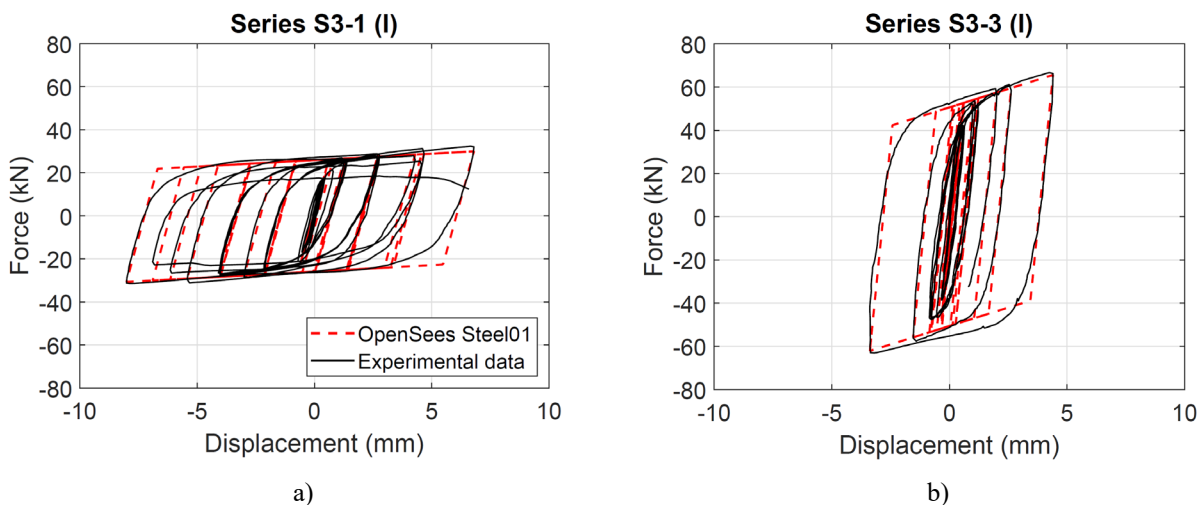 Series S3-1 (I)
80
60
40
20
0
-20
-40
-60
-80
Force (kN)
-10
-5
0
5
10
Displacement (mm)
OpenSees Steel01
Experimental data
a)
Series S3-3 (I)
80
60
40
20
0
-20
-40
-60
-80
Force (kN)
-10
-5
0
5
10
Displacement (mm)
b)